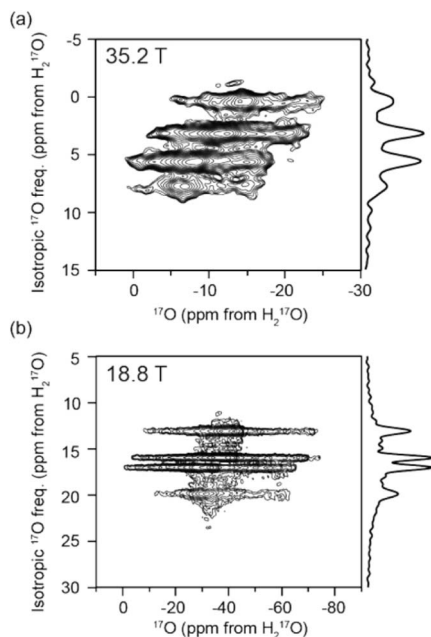 (a)
35.2 T
Isotropic ¹⁷O freq. (ppm from H₂¹⁷O)
-5
0
5
10
15
0 -10 -20 -30
¹⁷O (ppm from H₂¹⁷O)
(b)
18.8 T
Isotropic ¹⁷O freq. (ppm from H₂¹⁷O)
5
10
15
20
25
30
0 -20 -40 -60 -80
¹⁷O (ppm from H₂¹⁷O)